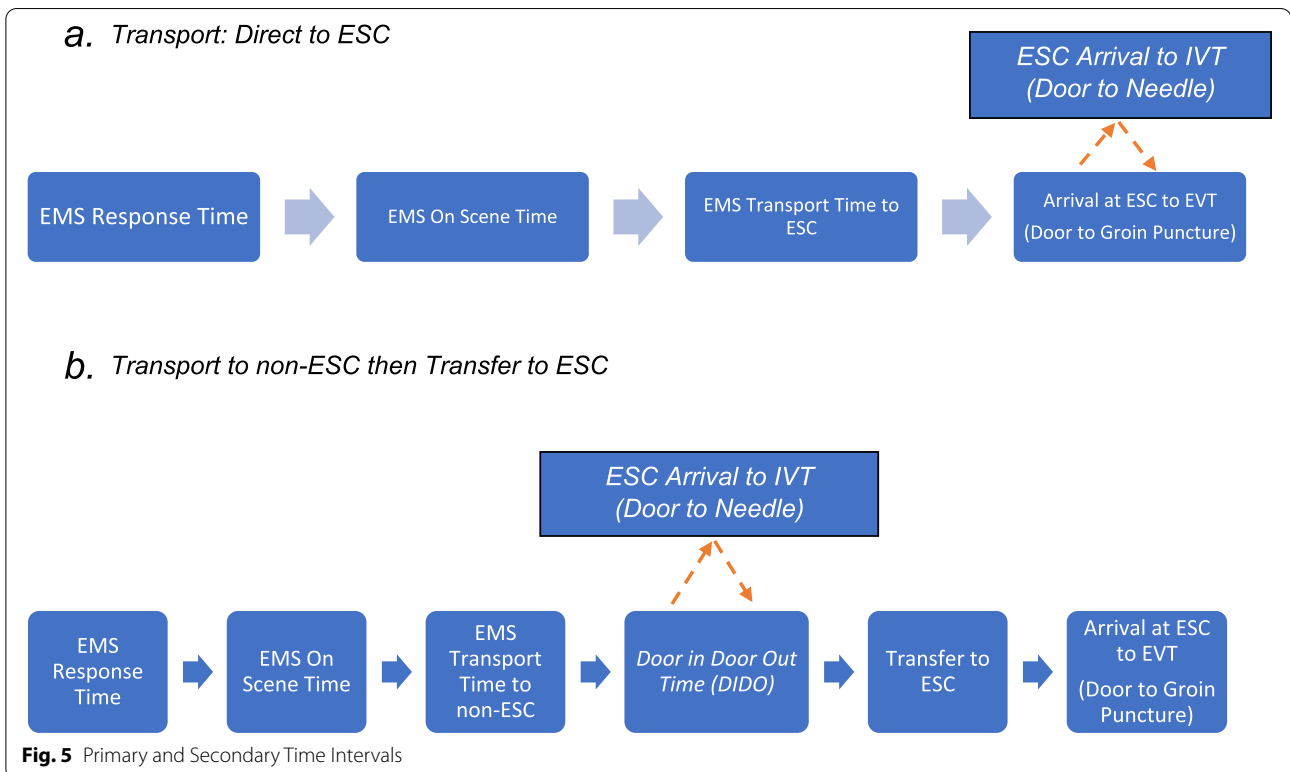 a. Transport: Direct to ESC
ESC Arrival to IVT
(Door to Needle)
EMS Response Time
EMS On Scene Time
EMS Transport Time to
ESC
Arrival at ESC to EVT
(Door to Groin Puncture)
b. Transport to non-ESC then Transfer to ESC
ESC Arrival to IVT
(Door to Needle)
EMS
Response
Time
EMS On
Scene Time
EMS
Transport
Time to
non-ESC
Door in Door Out
Time (DIDO)
Transfer to
ESC
Arrival at ESC
to EVT
(Door to Groin
Puncture)
Fig. 5 Primary and Secondary Time Intervals